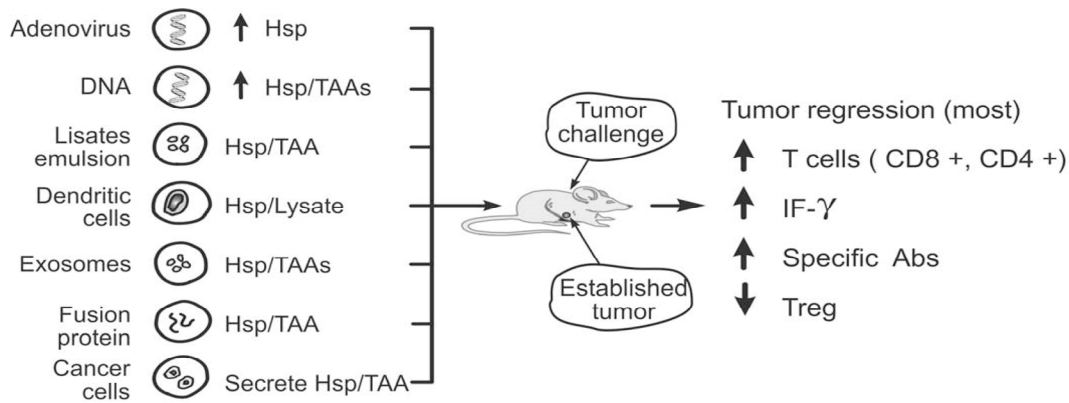 Adenovirus ↑ Hsp
DNA ↑ Hsp/TAAs
Lisates
emulsion
Hsp/TAA
Dendritic
cells
Hsp/Lysate
Exosomes Hsp/TAAs
Fusion
protein
Hsp/TAA
Cancer
cells
Secrete Hsp/TAA
Tumor
challenge
Established
tumor
Tumor regression (most)
↑ T cells ( CD8 +, CD4 +)
↑ IF-γ
↑ Specific Abs
↓ Treg